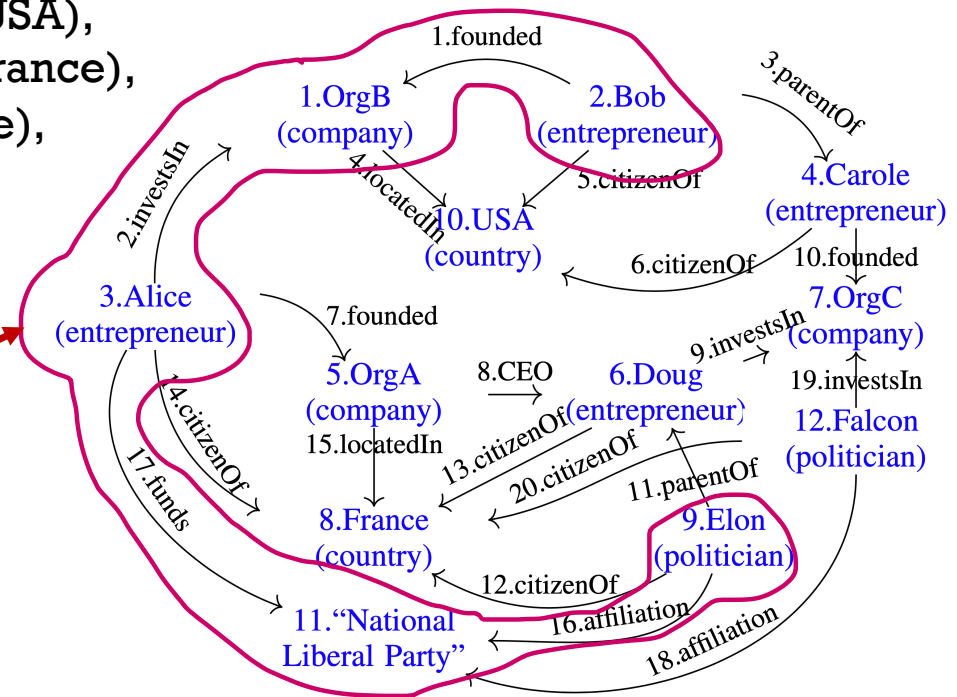 USA),
rance),
e),
1.founded
1.OrgB
(company)
2.Bob
(entrepreneur)
3.parentOf
2.investsIn
4.locatedIn
5.citizenOf
4.Carole
(entrepreneur)
10.USA
(country)
6.citizenOf
10.founded
3.Alice
(entrepreneur)
7.founded
7.OrgC
(company)
9.investsIn
5.OrgA
(company)
8.CEO
6.Doug
(entrepreneur)
19.investsIn
14.citizenOf
15.locatedIn
13.citizenOf
20.citizenOf
12.Falcon
(politician)
17.funds
11.parentOf
8.France
(country)
9.Elon
(politician)
12.citizenOf
11.“National
Liberal Party”
16.affiliation
18.affiliation